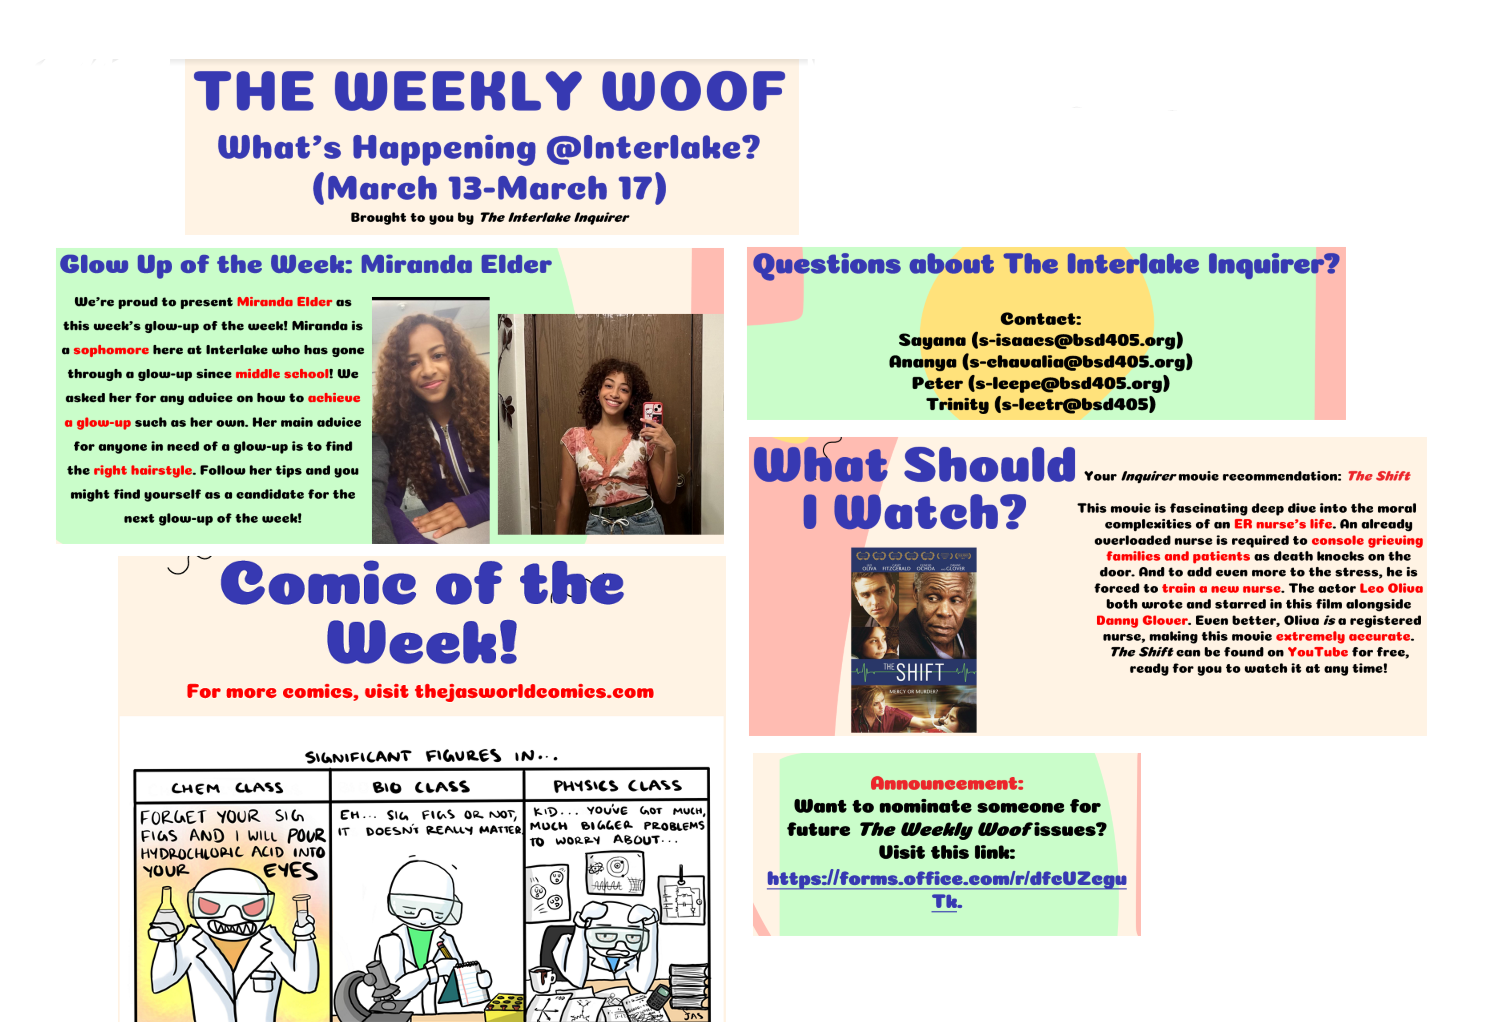 THE WEEKLY WOOF
What's Happening @Interlake?
(March 13-March 17)
Brought to you by The Interlake Inquirer
Glow Up of the Week: Miranda Elder
We're proud to present Miranda Elder as
this week's glow-up of the week! Miranda is
a sophomore here at Interlake who has gone
through a glow-up since middle school! We
asked her for any advice on how to achieve
a glow-up such as her own. Her main advice
for anyone in need of a glow-up is to find
the right hairstyle. Follow her tips and you
might find yourself as a candidate for the
next glow-up of the week!
Comic of the
Week!
For more comics, visit thejasworldcomics.com
SIGNIFICANT FIGURES IN...
CHEM CLASS
FORGET YOUR SIG
FIGS AND I WILL POUR
HYDROCHLORIC ACID INTO
YOUR EYES
BIO CLASS
EH... SIG FIGS OR NOT,
IT DOESN'T REALLY MATTER
PHYSICS CLASS
KID... YOU'VE GOT MUCH,
MUCH BIGGER PROBLEMS
TO WORRY ABOUT...
JAS
Questions about The Interlake Inquirer?
Contact:
Sayana (s-isaacs@bsd405.org)
Ananya (s-chavalia@bsd405.org)
Peter (s-leepe@bsd405.org)
Trinity (s-leetr@bsd405)
What Should
I Watch?
OLIVA FITZGERALD OCHOA GLOVER
THE SHIFT
MERCY OR MURDER?
Your Inquirer movie recommendation: The Shift
This movie is fascinating deep dive into the moral
complexities of an ER nurse's life. An already
overloaded nurse is required to console grieving
families and patients as death knocks on the
door. And to add even more to the stress, he is
forced to train a new nurse. The actor Leo Oliva
both wrote and starred in this film alongside
Danny Glover. Even better, Oliva is a registered
nurse, making this movie extremely accurate.
The Shift can be found on YouTube for free,
ready for you to watch it at any time!
Announcement:
Want to nominate someone for
future The Weekly Woof issues?
Visit this link:
https://forms.office.com/r/dfcUZcgu
Tk.